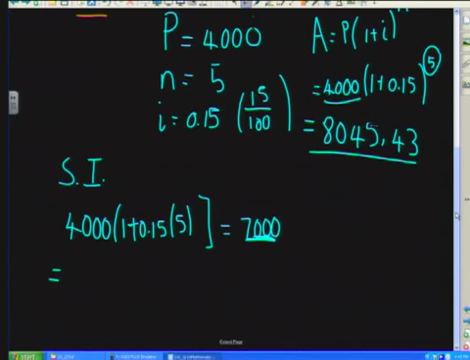 P = 4000
A = P(1+i)^n
n = 5
= 4000(1+0.15)^5
i = 0.15 (15/100)
= 8045,43
S.I.
4000(1+0.15(5)] = 7000
=
start